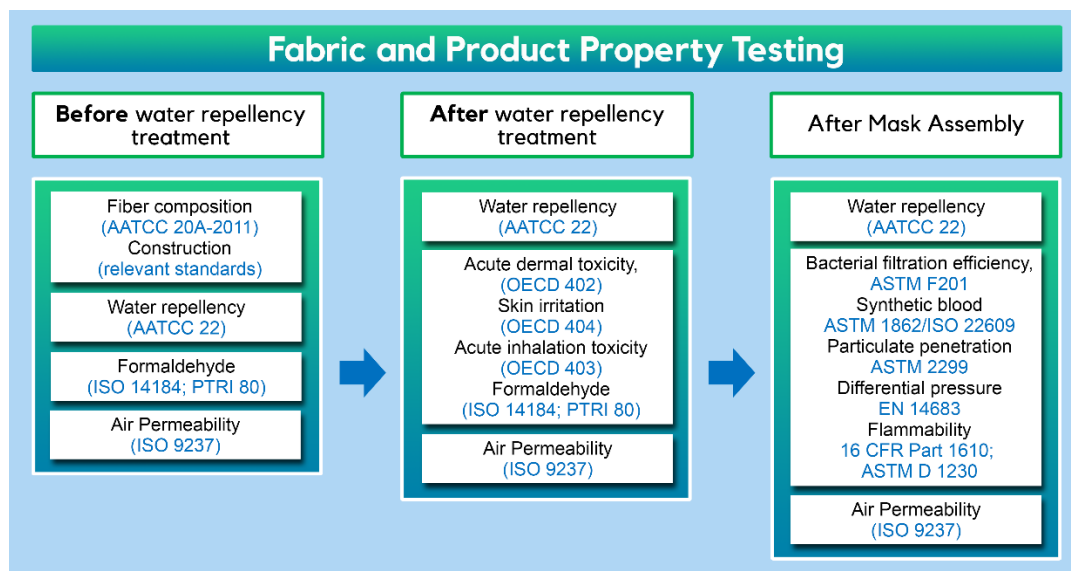 Fabric and Product Property Testing
Before water repellency
treatment
Fiber composition
(AATCC 20A-2011)
Construction
(relevant standards)
Water repellency
(AATCC 22)
Formaldehyde
(ISO 14184; PTRI 80)
Air Permeability
(ISO 9237)
After water repellency
treatment
Water repellency
(AATCC 22)
Acute dermal toxicity,
(OECD 402)
Skin irritation
(OECD 404)
Acute inhalation toxicity
(OECD 403)
Formaldehyde
(ISO 14184; PTRI 80)
Air Permeability
(ISO 9237)
After Mask Assembly
Water repellency
(AATCC 22)
Bacterial filtration efficiency,
ASTM F201
Synthetic blood
ASTM 1862/ISO 22609
Particulate penetration
ASTM 2299
Differential pressure
EN 14683
Flammability
16 CFR Part 1610;
ASTM D 1230
Air Permeability
(ISO 9237)